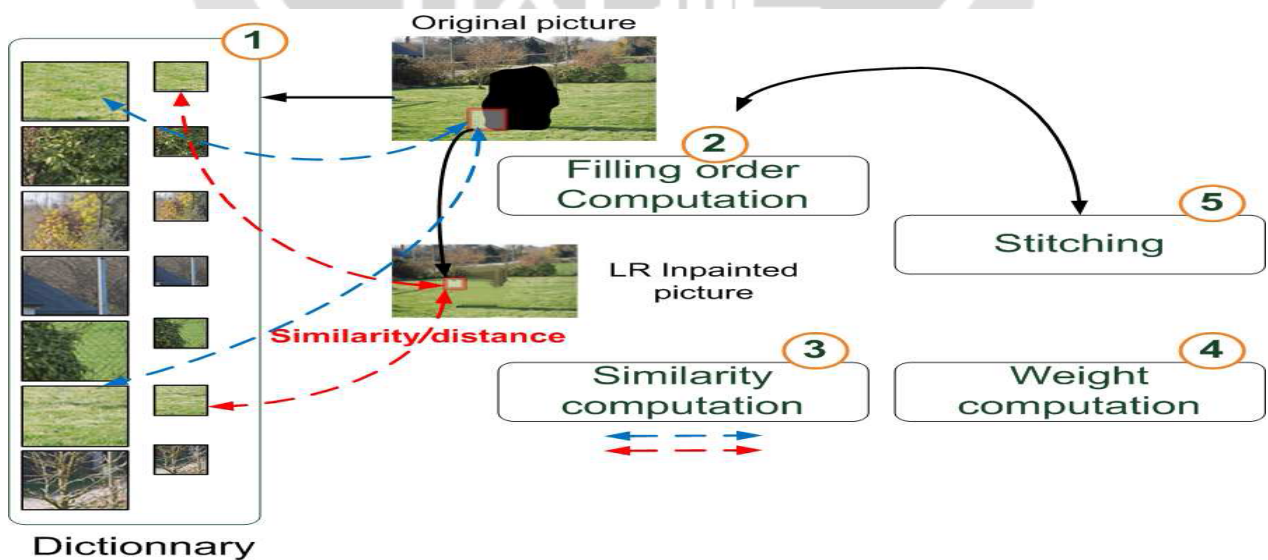 Original picture
1
2
Filling order
Computation
5
Stitching
LR Inpainted
picture
Similarity/distance
3
Similarity
computation
4
Weight
computation
Dictionnary